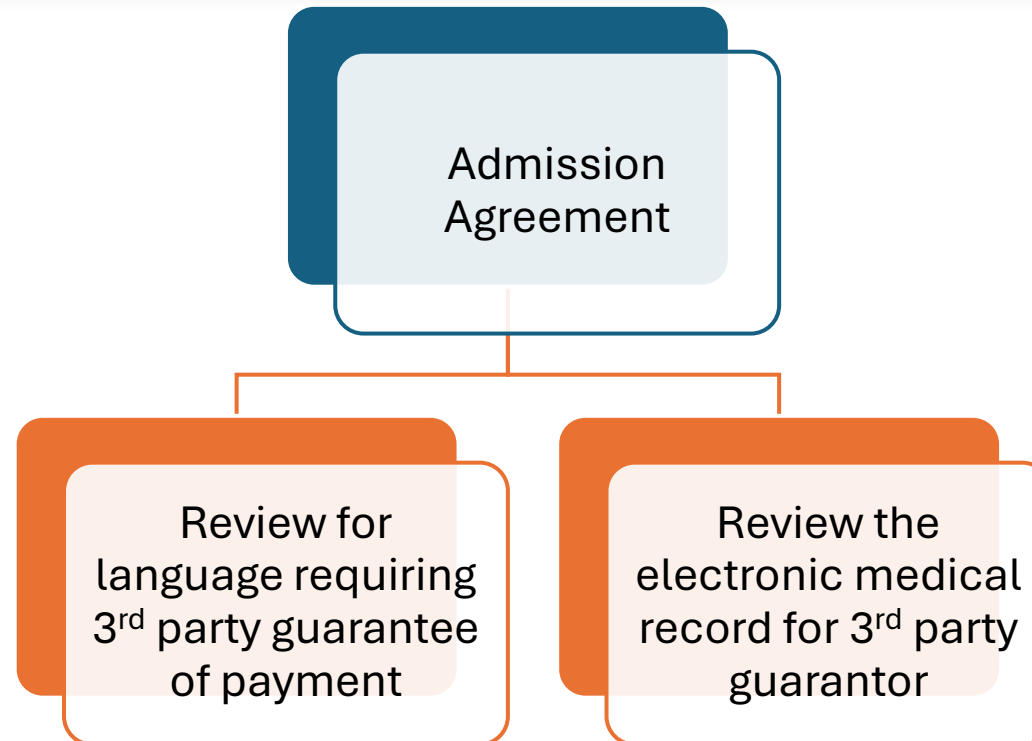 Admission
Agreement
Review for
language requiring
3rd party guarantee
of payment
Review the
electronic medical
record for 3rd party
guarantor